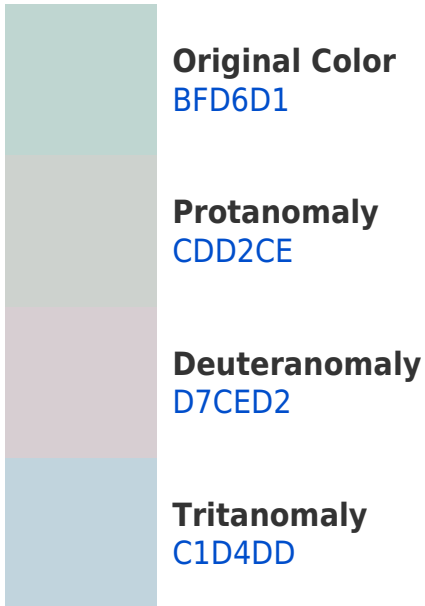 Original Color
BFD6D1
Protanomaly
CDD2CE
Deuteranomaly
D7CED2
Tritanomaly
C1D4DD